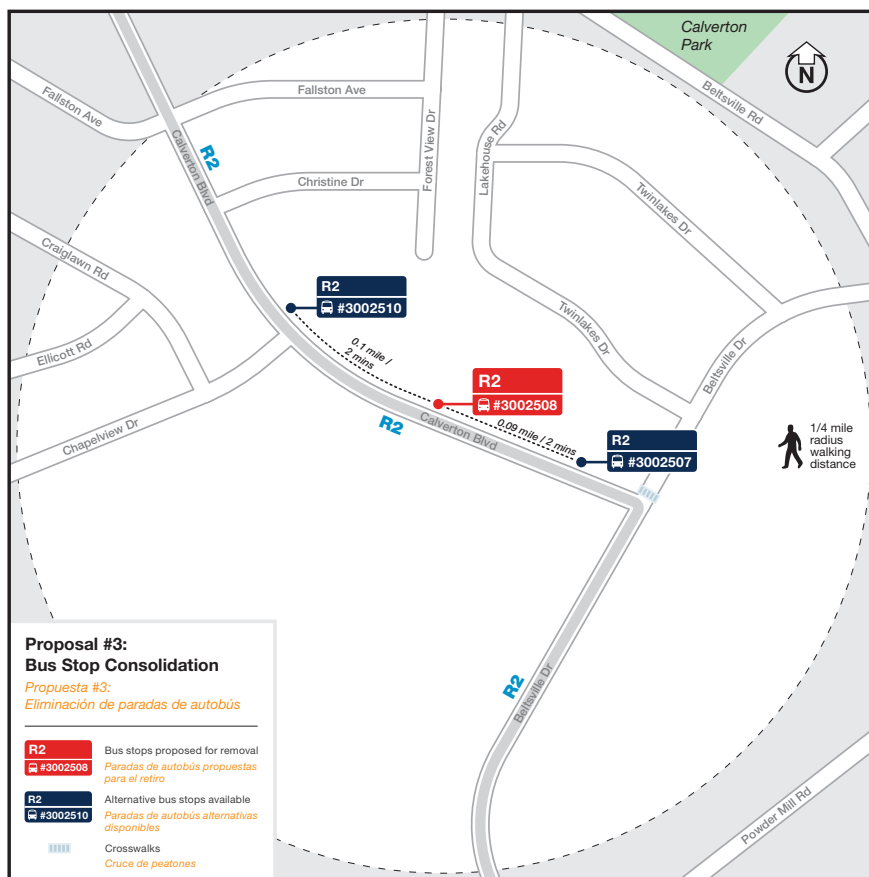 Calverton
Park
N
Beltsville Rd
Fallston Ave
Fallston Ave
Forest View Dr
Lakehouse Rd
Calverton Blvd
R2
Christine Dr
Twinlakes Dr
Craiglawn Rd
R2
#3002510
Twinlakes Dr
Beltsville Dr
Ellicott Rd
0.1 mile /
2 mins
R2
#3002508
Chapelview Dr
R2
Calverton Blvd
0.09 mile / 2 mins
R2
#3002507
1/4 mile
radius
walking
distance
R2
Beltsville Dr
Powder Mill Rd
Proposal #3:
Bus Stop Consolidation
Propuesta #3:
Eliminación de paradas de autobús
R2
#3002508
Bus stops proposed for removal
Paradas de autobús propuestas
para el retiro
R2
#3002510
Alternative bus stops available
Paradas de autobús alternativas
disponibles
Crosswalks
Cruce de peatones